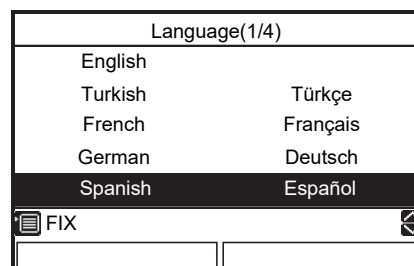 Language(1/4)
English
Turkish Türkçe
French Français
German Deutsch
Spanish Español
FIX